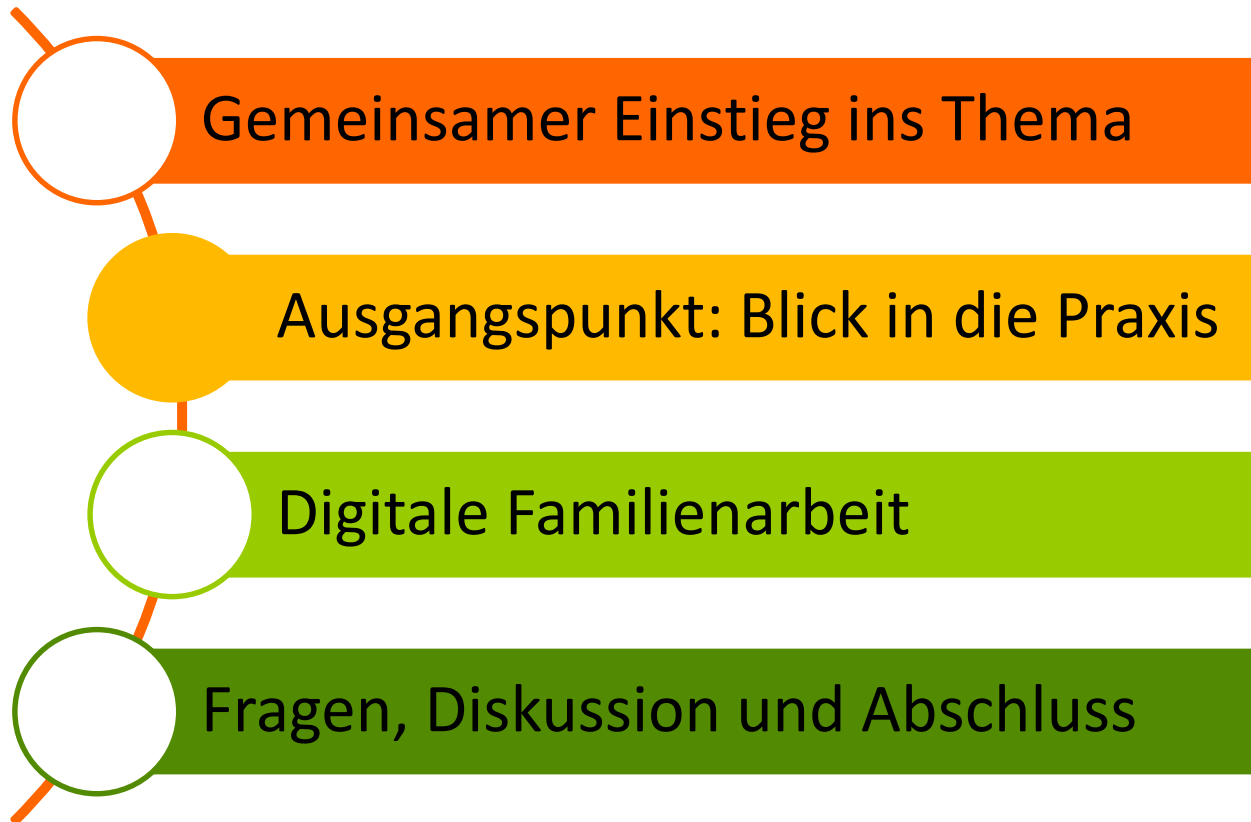 Gemeinsamer Einstieg ins Thema
Ausgangspunkt: Blick in die Praxis
Digitale Familienarbeit
Fragen, Diskussion und Abschluss